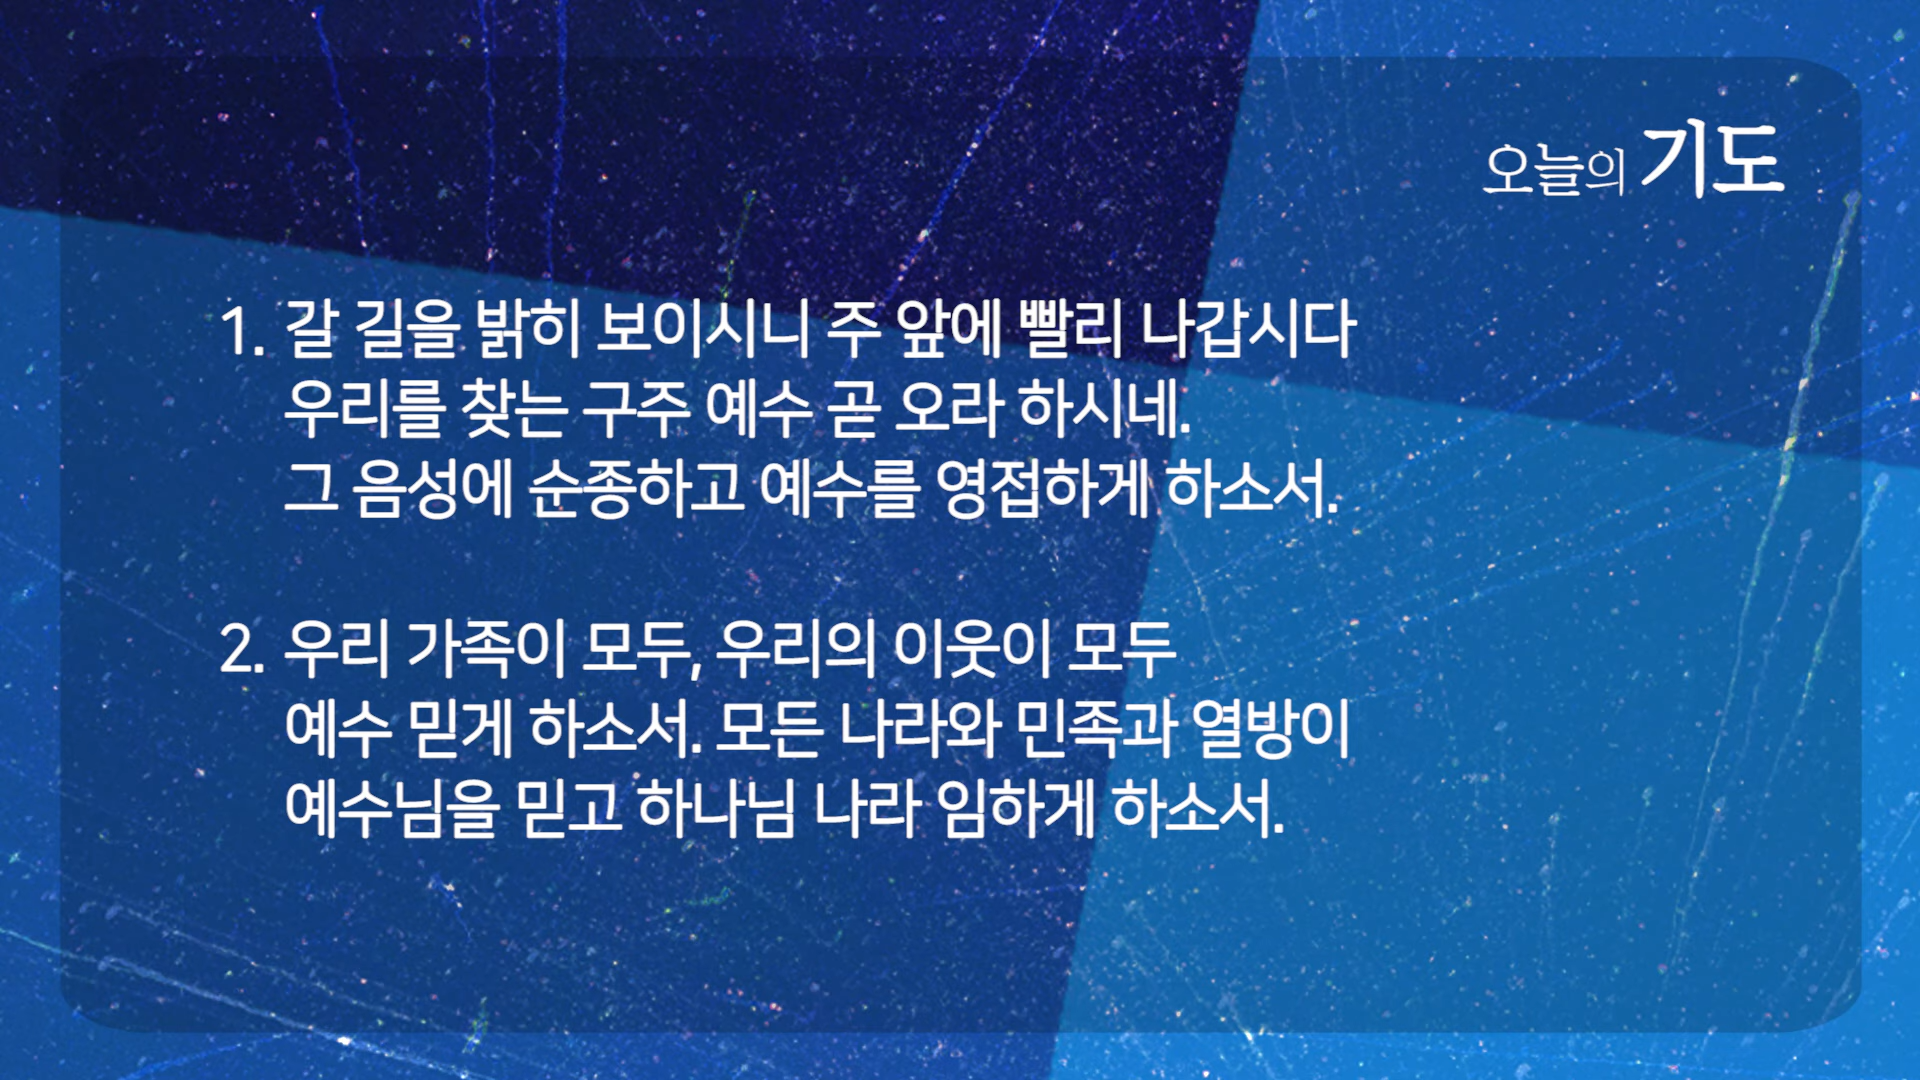 오늘의 기도
1. 갈 길을 밝히 보이시니 주 앞에 빨리 나갑시다
우리를 찾는 구주 예수 곧 오라 하시네.
그 음성에 순종하고 예수를 영접하게 하소서.
2. 우리 가족이 모두, 우리의 이웃이 모두
예수 믿게 하소서. 모든 나라와 민족과 열방이
예수님을 믿고 하나님 나라 임하게 하소서.